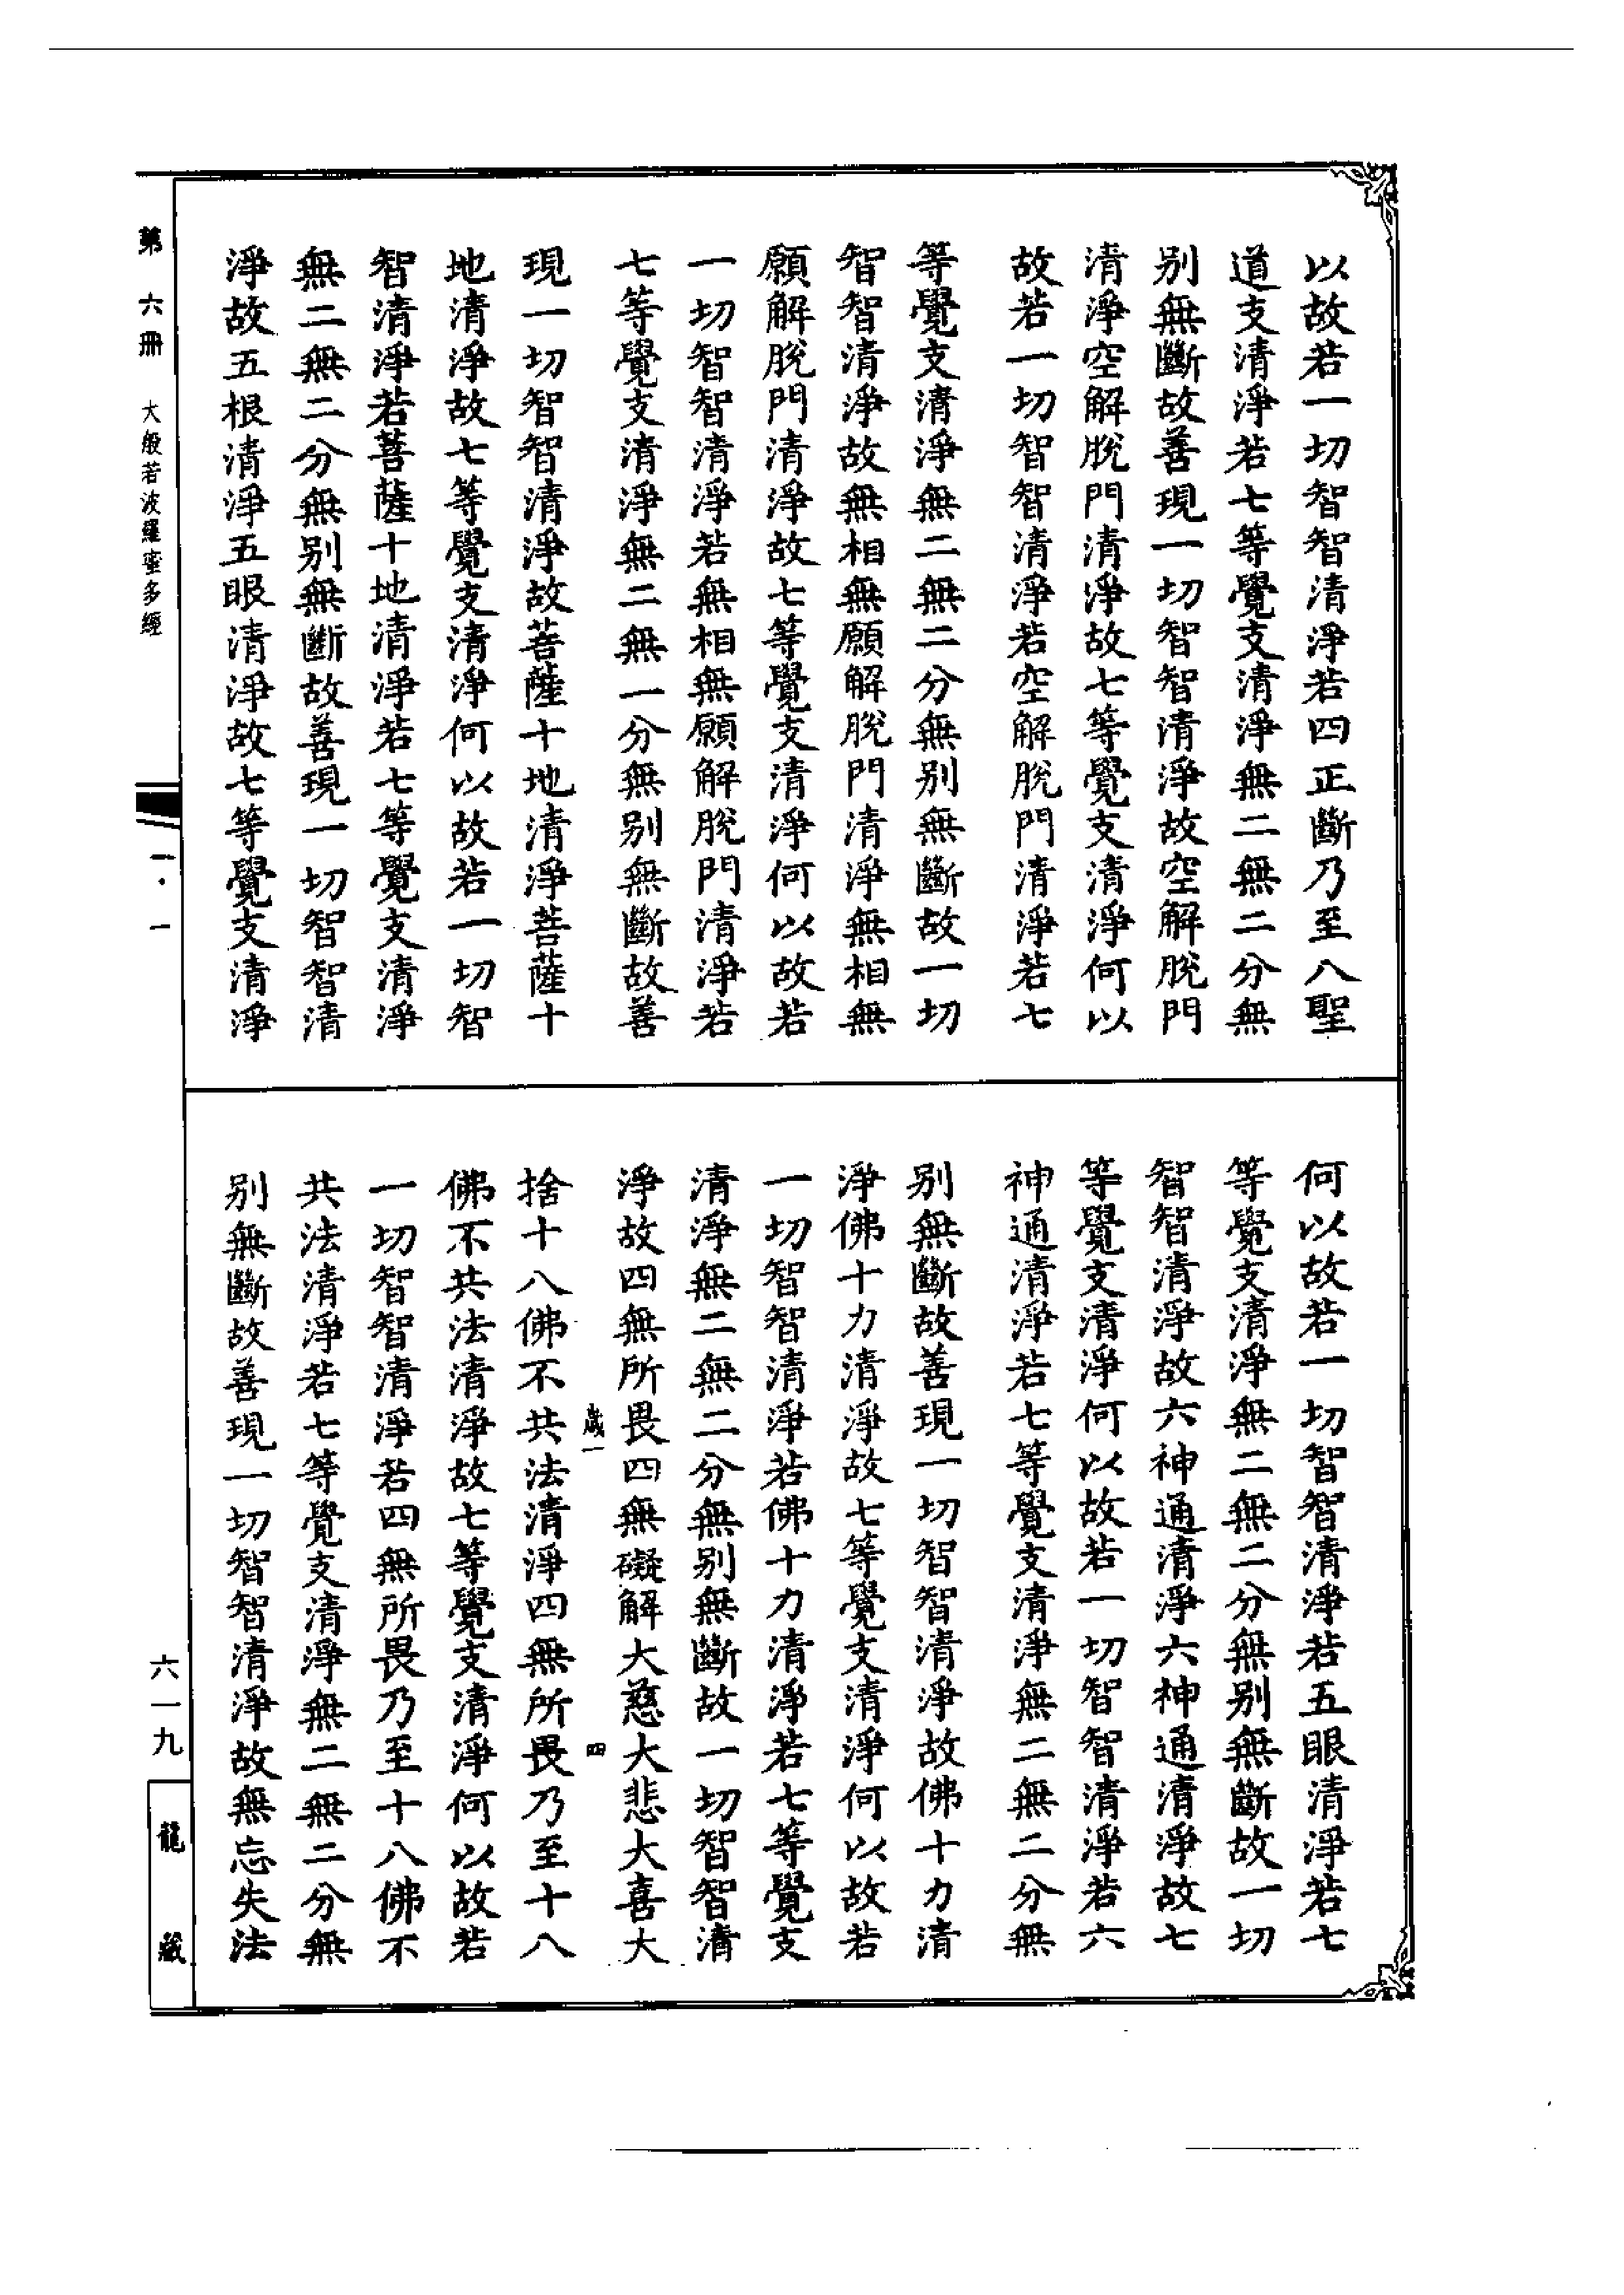 以故若一切智智清淨若四正斷乃至八聖
道支清淨若七等覺支清淨無二無二分無
別無斷故善現一切智智清淨故空解脫門
清淨空解脫門清淨故七等覺支清淨何以
故若一切智智清淨若空解脫門清淨若七
等覺支清淨無二無二分無別無斷故一切
智智清淨故無相無願解脫門清淨無相無
願解脫門清淨故七等覺支清淨何以故若
一切智智清淨若無相無願解脫門清淨若
七等覺支清淨無二無一分無別無斷故善
現一切智智清淨故菩薩十地清淨菩薩十
地清淨故七等覺支清淨何以故若一切智
智清淨若菩薩十地清淨若七等覺支清淨
無二無二分無別無斷故善現一切智智清
淨故五根清淨五眼清淨故七等覺支清淨
何以故若一切智智清淨若五眼清淨若七
等覺支清淨無二無二分無別無斷故一切
智智清淨故六神通清淨六神通清淨故七
等覺支清淨何以故若一切智智清淨若六
神通清淨若七等覺支清淨無二無二分無
別無斷故善現一切智智清淨故佛十力清
淨佛十力清淨故七等覺支清淨何以故若
一切智智清淨若佛十力清淨若七等覺支
清淨無二無二分無別無斷故一切智智清
淨故四無所畏四無礙解大慈大悲大喜大
歲一 四
捨十八佛不共法清淨四無所畏乃至十八
佛不共法清淨故七等覺支清淨何以故若
一切智智清淨若四無所畏乃至十八佛不
共法清淨若七等覺支清淨無二無二分無
別無斷故善現一切智智清淨故無忘失法
第六冊 大般若波羅蜜多經
一·一
六一九
龍藏